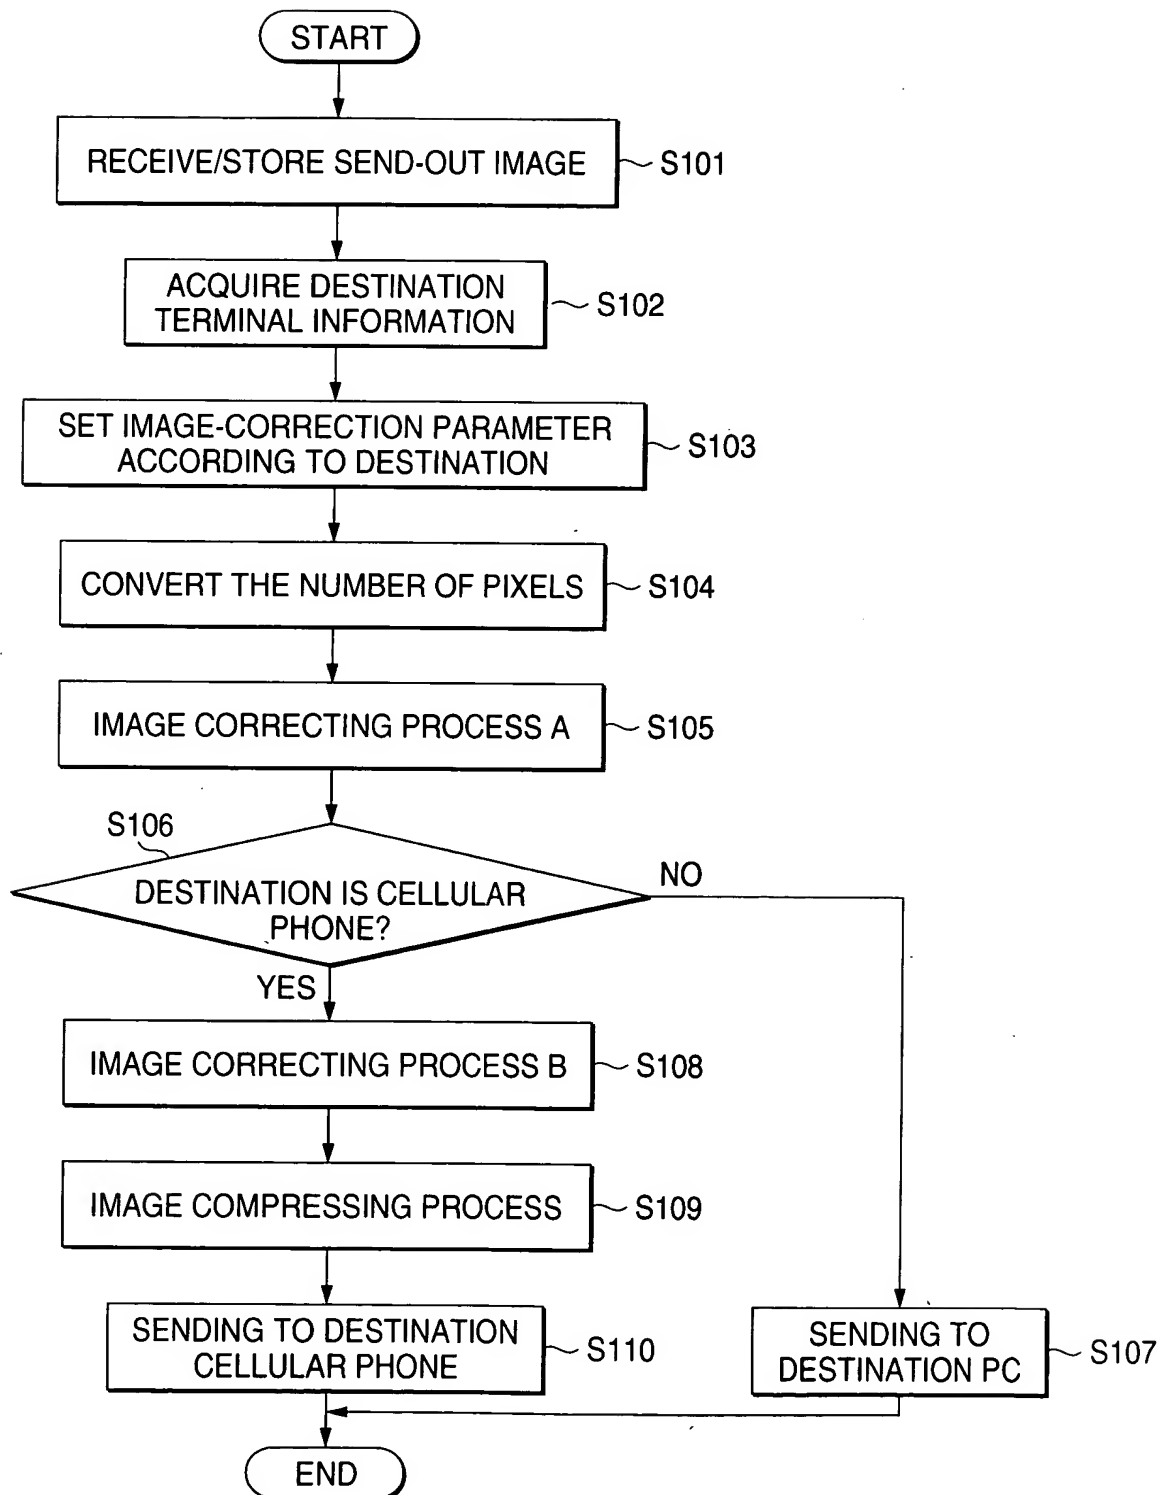 START
RECEIVE/STORE SEND-OUT IMAGE
S101
ACQUIRE DESTINATION
TERMINAL INFORMATION
S102
SET IMAGE-CORRECTION PARAMETER
ACCORDING TO DESTINATION
S103
CONVERT THE NUMBER OF PIXELS
S104
IMAGE CORRECTING PROCESS A
S105
S106
DESTINATION IS CELLULAR
PHONE?
NO
YES
IMAGE CORRECTING PROCESS B
S108
IMAGE COMPRESSING PROCESS
S109
SENDING TO DESTINATION
CELLULAR PHONE
S110
SENDING TO
DESTINATION PC
S107
END